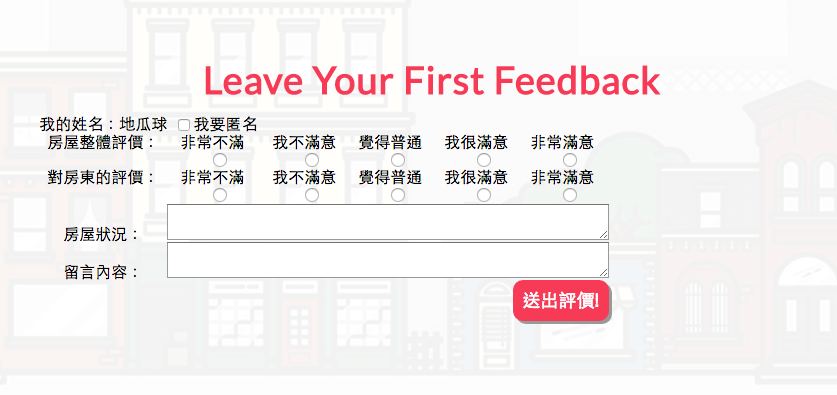 Leave Your First Feedback
我的姓名：地瓜球 我要匿名
房屋整體評價： 非常不滿 我不滿意 覺得普通 我很滿意 非常滿意
對房東的評價： 非常不滿 我不滿意 覺得普通 我很滿意 非常滿意
房屋狀況：
留言內容：
送出評價!